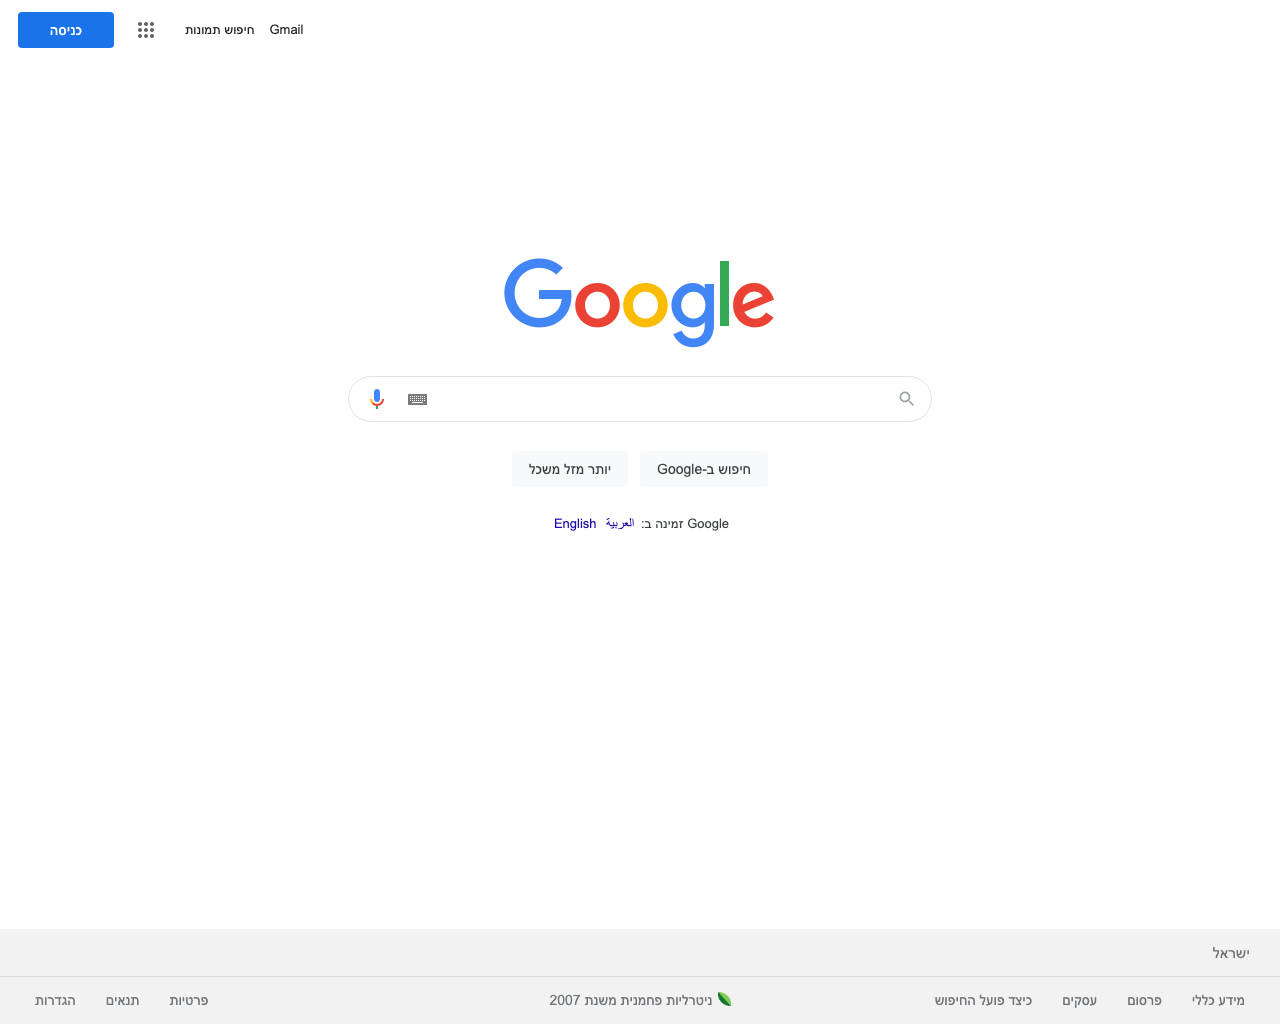 Gmail חיפוש תמונות כניסה
Google
חיפוש ב-Google יותר מזל משכל
Google זמינה ב: العربية English
ישראל
מידע כללי פרסום עסקים כיצד פועל החיפוש ניטרליות פחמנית משנת 2007 פרטיות תנאים הגדרות